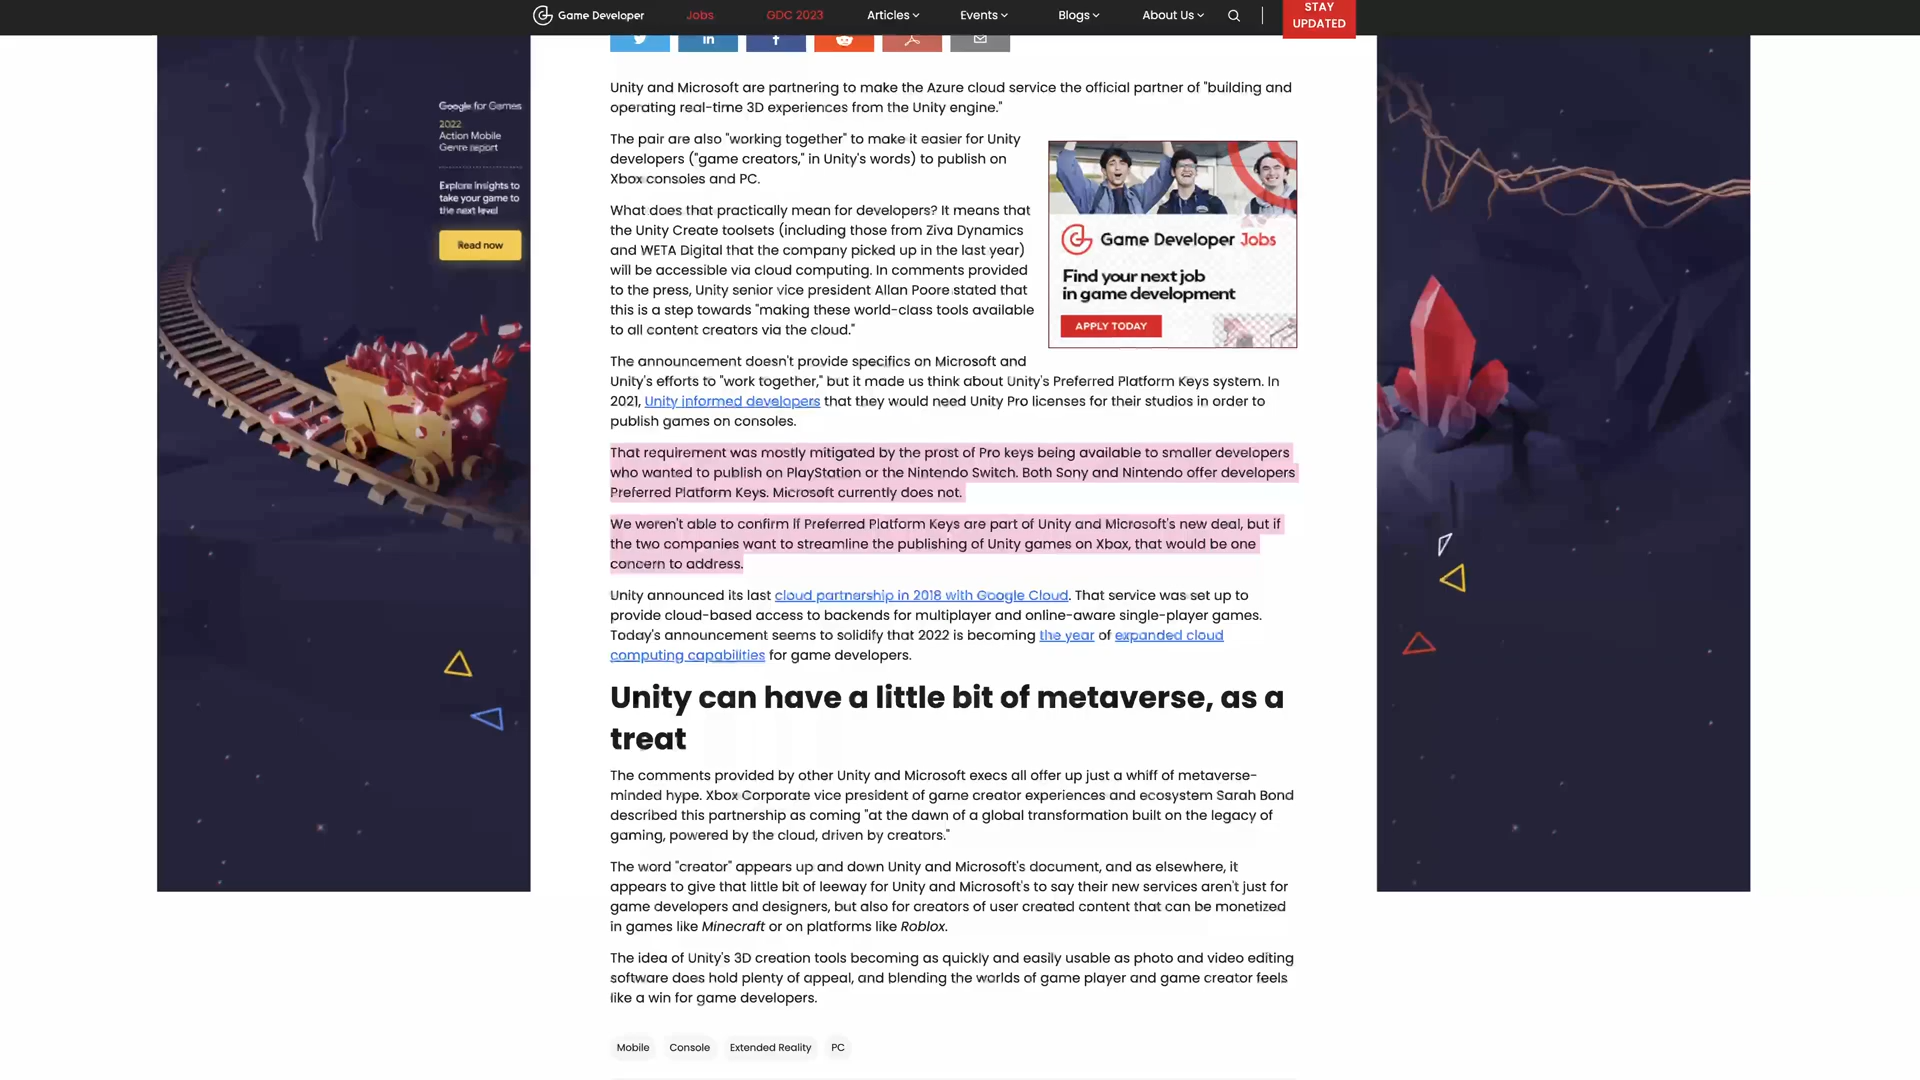 Game Developer
Jobs
GDC 2023
Articles
Events
Blogs
About Us
STAY
UPDATED
Google for Games
2022
Action Mobile
Genre report
Explore insights to
take your game to
the next level
Read now
Unity and Microsoft are partnering to make the Azure cloud service the official partner of "building and
operating real-time 3D experiences from the Unity engine."
The pair are also "working together" to make it easier for Unity
developers ("game creators," in Unity's words) to publish on
Xbox consoles and PC.
What does that practically mean for developers? It means that
the Unity Create toolsets (including those from Ziva Dynamics
and WETA Digital that the company picked up in the last year)
will be accessible via cloud computing. In comments provided
to the press, Unity senior vice president Allan Poore stated that
this is a step towards "making these world-class tools available
to all content creators via the cloud."
Game Developer Jobs
Find your next job
in game development
APPLY TODAY
The announcement doesn't provide specifics on Microsoft and
Unity's efforts to "work together," but it made us think about Unity's Preferred Platform Keys system. In
2021, Unity informed developers that they would need Unity Pro licenses for their studios in order to
publish games on consoles.
That requirement was mostly mitigated by the prost of Pro keys being available to smaller developers
who wanted to publish on PlayStation or the Nintendo Switch. Both Sony and Nintendo offer developers
Preferred Platform Keys. Microsoft currently does not.
We weren't able to confirm if Preferred Platform Keys are part of Unity and Microsoft's new deal, but if
the two companies want to streamline the publishing of Unity games on Xbox, that would be one
concern to address.
Unity announced its last cloud partnership in 2018 with Google Cloud. That service was set up to
provide cloud-based access to backends for multiplayer and online-aware single-player games.
Today's announcement seems to solidify that 2022 is becoming the year of expanded cloud
computing capabilities for game developers.
Unity can have a little bit of metaverse, as a
treat
The comments provided by other Unity and Microsoft execs all offer up just a whiff of metaverse-
minded hype. Xbox Corporate vice president of game creator experiences and ecosystem Sarah Bond
described this partnership as coming "at the dawn of a global transformation built on the legacy of
gaming, powered by the cloud, driven by creators."
The word "creator" appears up and down Unity and Microsoft's document, and as elsewhere, it
appears to give that little bit of leeway for Unity and Microsoft's to say their new services aren't just for
game developers and designers, but also for creators of user created content that can be monetized
in games like Minecraft or on platforms like Roblox.
The idea of Unity's 3D creation tools becoming as quickly and easily usable as photo and video editing
software does hold plenty of appeal, and blending the worlds of game player and game creator feels
like a win for game developers.
Mobile
Console
Extended Reality
PC